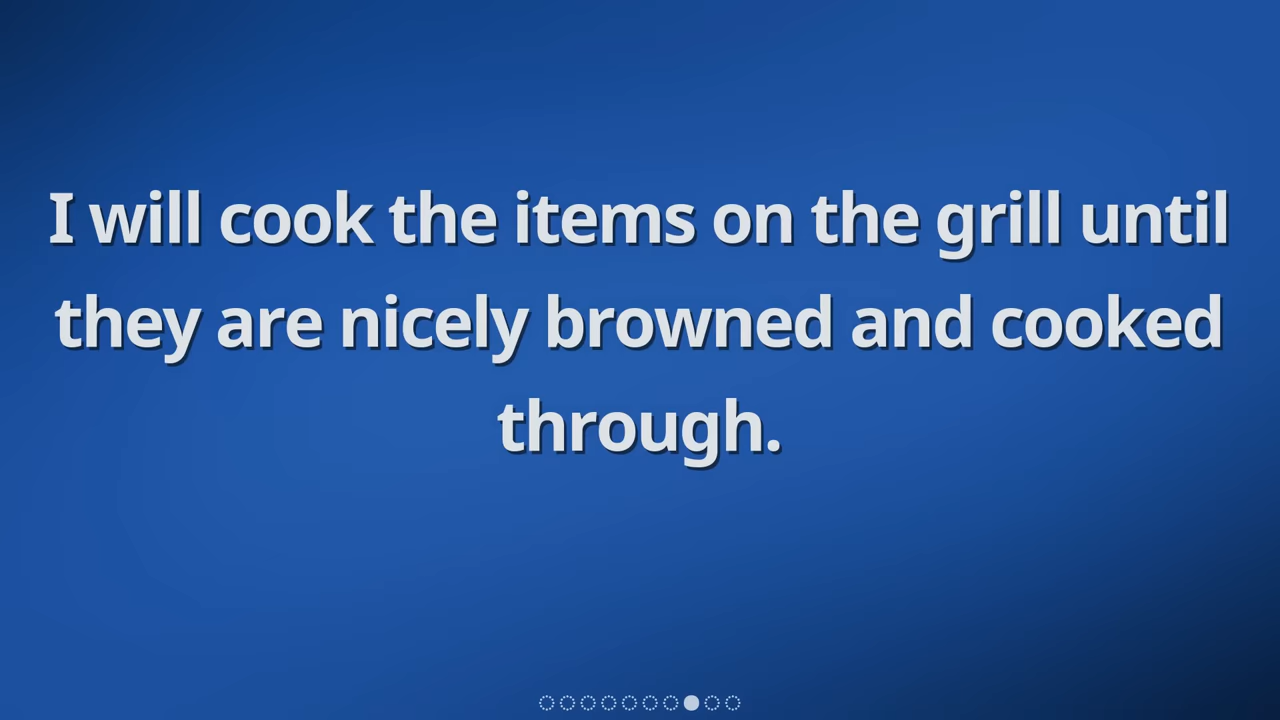 I will cook the items on the grill until
they are nicely browned and cooked
through.